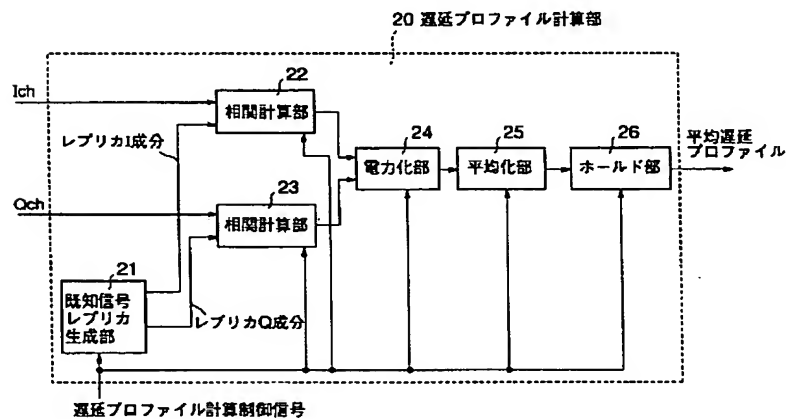 20 遅延プロファイル計算部
Ich
22
相関計算部
レプリカI成分
24
電力化部
25
平均化部
26
ホールド部
平均遅延
プロファイル
Qch
23
相関計算部
21
既知信号
レプリカ
生成部
レプリカQ成分
遅延プロファイル計算制御信号